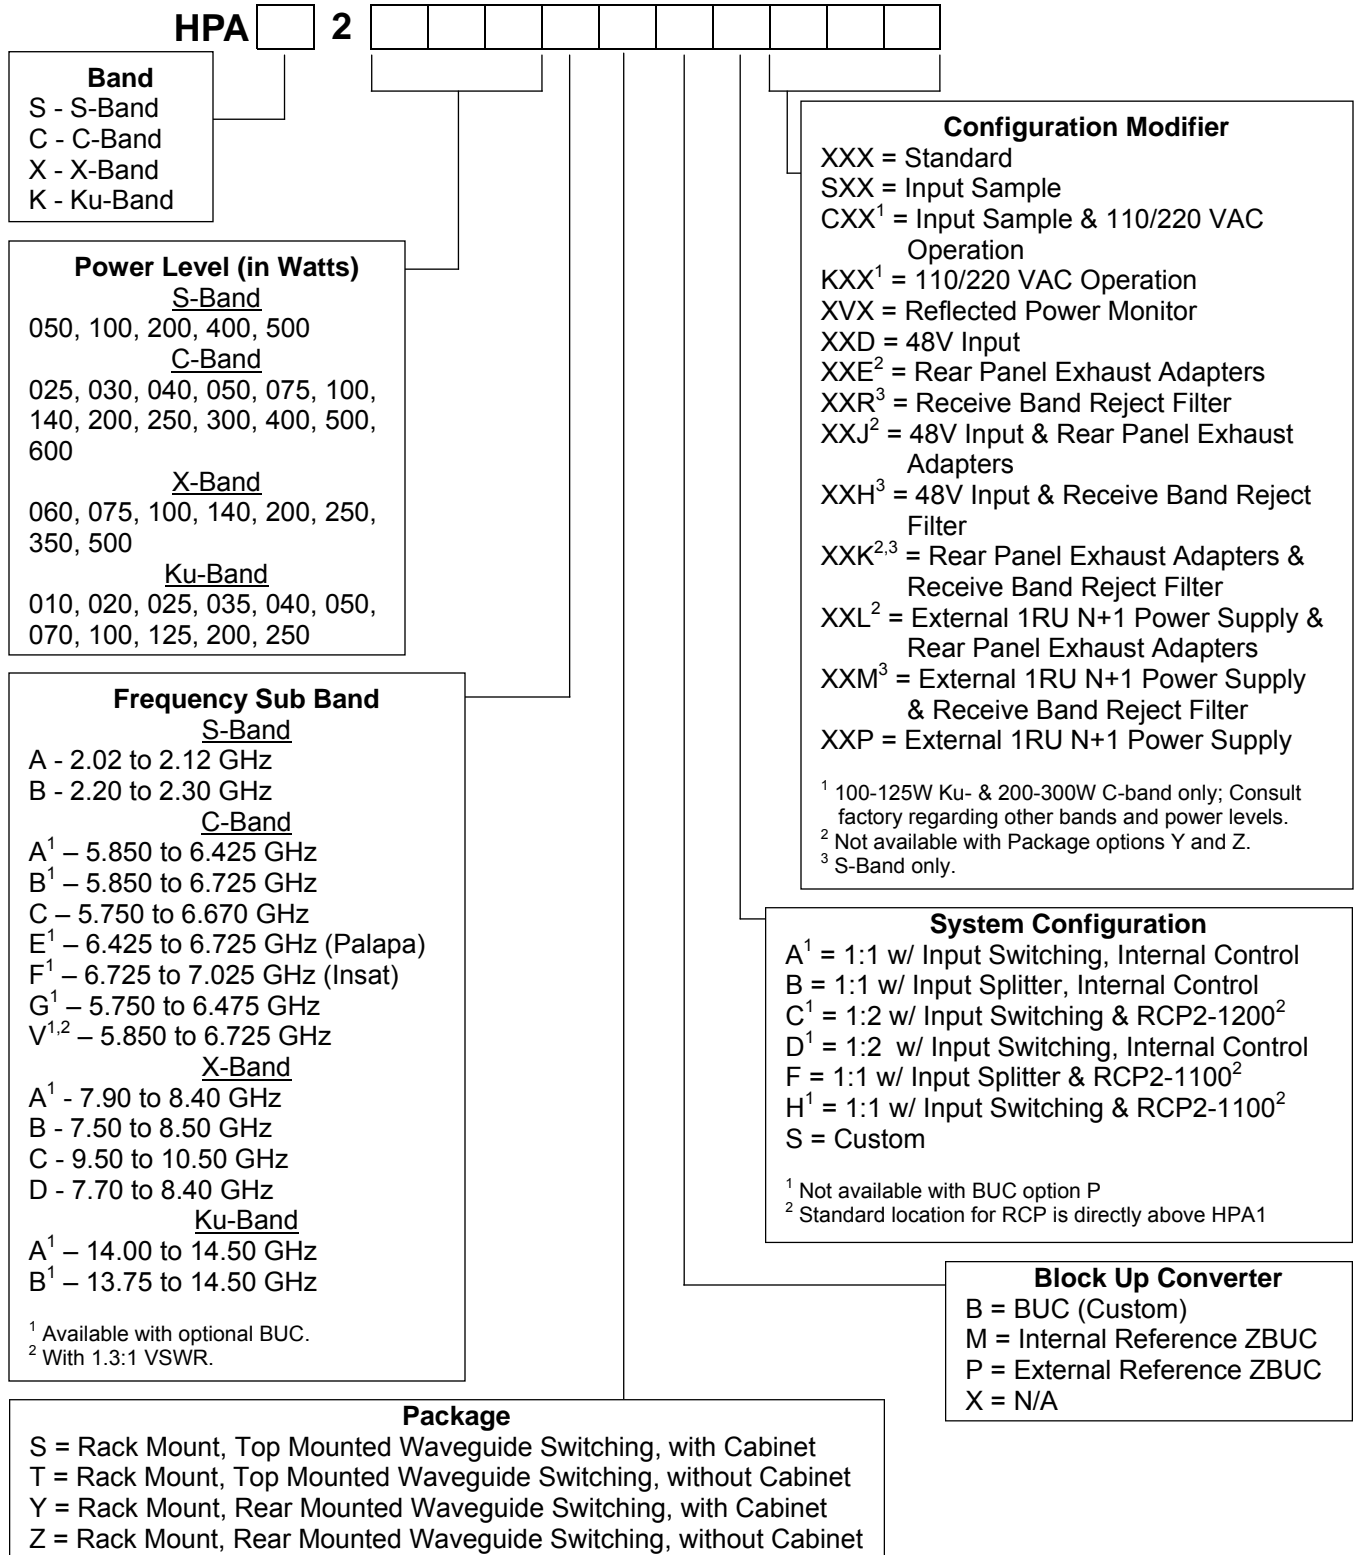 HPA 2
Band
S - S-Band
C - C-Band
X - X-Band
K - Ku-Band
Power Level (in Watts)
S-Band
050, 100, 200, 400, 500
C-Band
025, 030, 040, 050, 075, 100,
140, 200, 250, 300, 400, 500,
600
X-Band
060, 075, 100, 140, 200, 250,
350, 500
Ku-Band
010, 020, 025, 035, 040, 050,
070, 100, 125, 200, 250
Frequency Sub Band
S-Band
A - 2.02 to 2.12 GHz
B - 2.20 to 2.30 GHz
C-Band
A¹ – 5.850 to 6.425 GHz
B¹ – 5.850 to 6.725 GHz
C – 5.750 to 6.670 GHz
E¹ – 6.425 to 6.725 GHz (Palapa)
F¹ – 6.725 to 7.025 GHz (Insat)
G¹ – 5.750 to 6.475 GHz
V¹,² – 5.850 to 6.725 GHz
X-Band
A¹ - 7.90 to 8.40 GHz
B - 7.50 to 8.50 GHz
C - 9.50 to 10.50 GHz
D - 7.70 to 8.40 GHz
Ku-Band
A¹ – 14.00 to 14.50 GHz
B¹ – 13.75 to 14.50 GHz
¹ Available with optional BUC.
² With 1.3:1 VSWR.
Package
S = Rack Mount, Top Mounted Waveguide Switching, with Cabinet
T = Rack Mount, Top Mounted Waveguide Switching, without Cabinet
Y = Rack Mount, Rear Mounted Waveguide Switching, with Cabinet
Z = Rack Mount, Rear Mounted Waveguide Switching, without Cabinet
Configuration Modifier
XXX = Standard
SXX = Input Sample
CXX¹ = Input Sample & 110/220 VAC
Operation
KXX¹ = 110/220 VAC Operation
XVX = Reflected Power Monitor
XXD = 48V Input
XXE² = Rear Panel Exhaust Adapters
XXR³ = Receive Band Reject Filter
XXJ² = 48V Input & Rear Panel Exhaust
Adapters
XXH³ = 48V Input & Receive Band Reject
Filter
XXK²,³ = Rear Panel Exhaust Adapters &
Receive Band Reject Filter
XXL² = External 1RU N+1 Power Supply &
Rear Panel Exhaust Adapters
XXM³ = External 1RU N+1 Power Supply
& Receive Band Reject Filter
XXP = External 1RU N+1 Power Supply
¹ 100-125W Ku- & 200-300W C-band only; Consult
factory regarding other bands and power levels.
² Not available with Package options Y and Z.
³ S-Band only.
System Configuration
A¹ = 1:1 w/ Input Switching, Internal Control
B = 1:1 w/ Input Splitter, Internal Control
C¹ = 1:2 w/ Input Switching & RCP2-1200²
D¹ = 1:2 w/ Input Switching, Internal Control
F = 1:1 w/ Input Splitter & RCP2-1100²
H¹ = 1:1 w/ Input Switching & RCP2-1100²
S = Custom
¹ Not available with BUC option P
² Standard location for RCP is directly above HPA1
Block Up Converter
B = BUC (Custom)
M = Internal Reference ZBUC
P = External Reference ZBUC
X = N/A